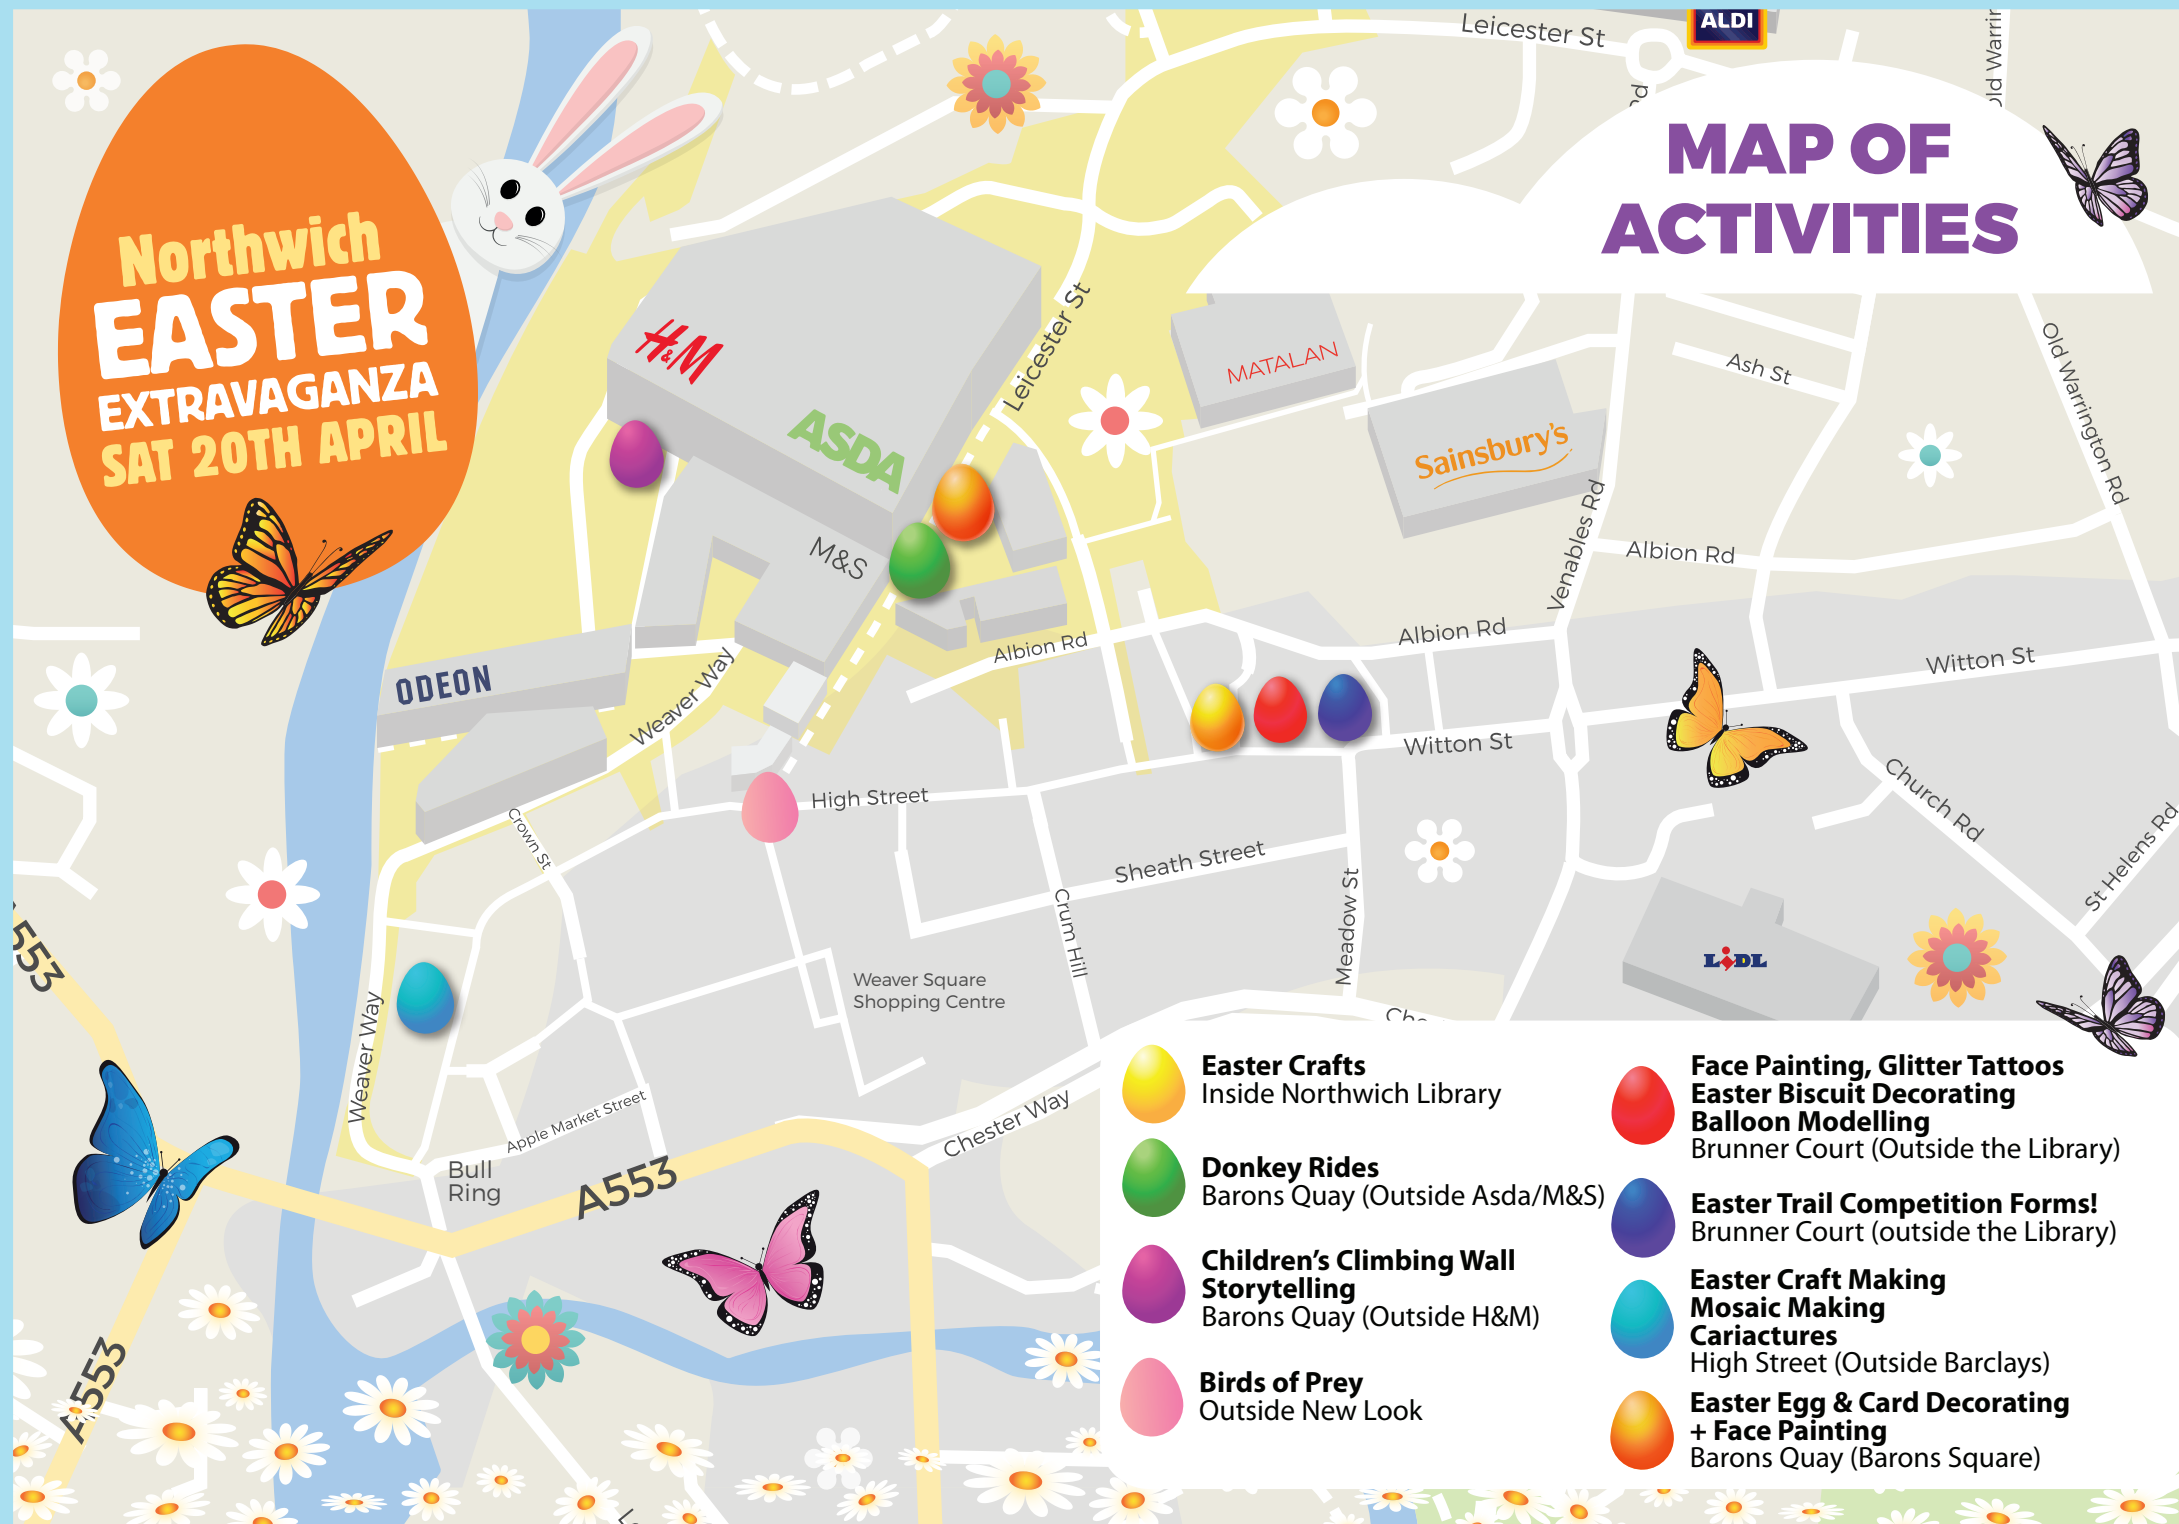 Northwich
EASTER
EXTRAVAGANZA
SAT 20TH APRIL
MAP OF
ACTIVITIES
Leicester St
ALDI
Old Warrin
H&M
ASDA
M&S
ODEON
Leicester St
MATALAN
Sainsbury's
Ash St
Old Warrington Rd
Venables Rd
Albion Rd
Albion Rd
Albion Rd
Witton St
Witton St
Weaver Way
High Street
Crown St
Sheath Street
Crum Hill
Meadow St
Church Rd
St Helens Rd
LIDL
Weaver Square
Shopping Centre
Weaver Way
Apple Market Street
Bull
Ring
Chester Way
A553
A553
A553
Easter Crafts
Inside Northwich Library
Donkey Rides
Barons Quay (Outside Asda/M&S)
Children's Climbing Wall
Storytelling
Barons Quay (Outside H&M)
Birds of Prey
Outside New Look
Face Painting, Glitter Tattoos
Easter Biscuit Decorating
Balloon Modelling
Brunner Court (Outside the Library)
Easter Trail Competition Forms!
Brunner Court (outside the Library)
Easter Craft Making
Mosaic Making
Cariactures
High Street (Outside Barclays)
Easter Egg & Card Decorating
+ Face Painting
Barons Quay (Barons Square)